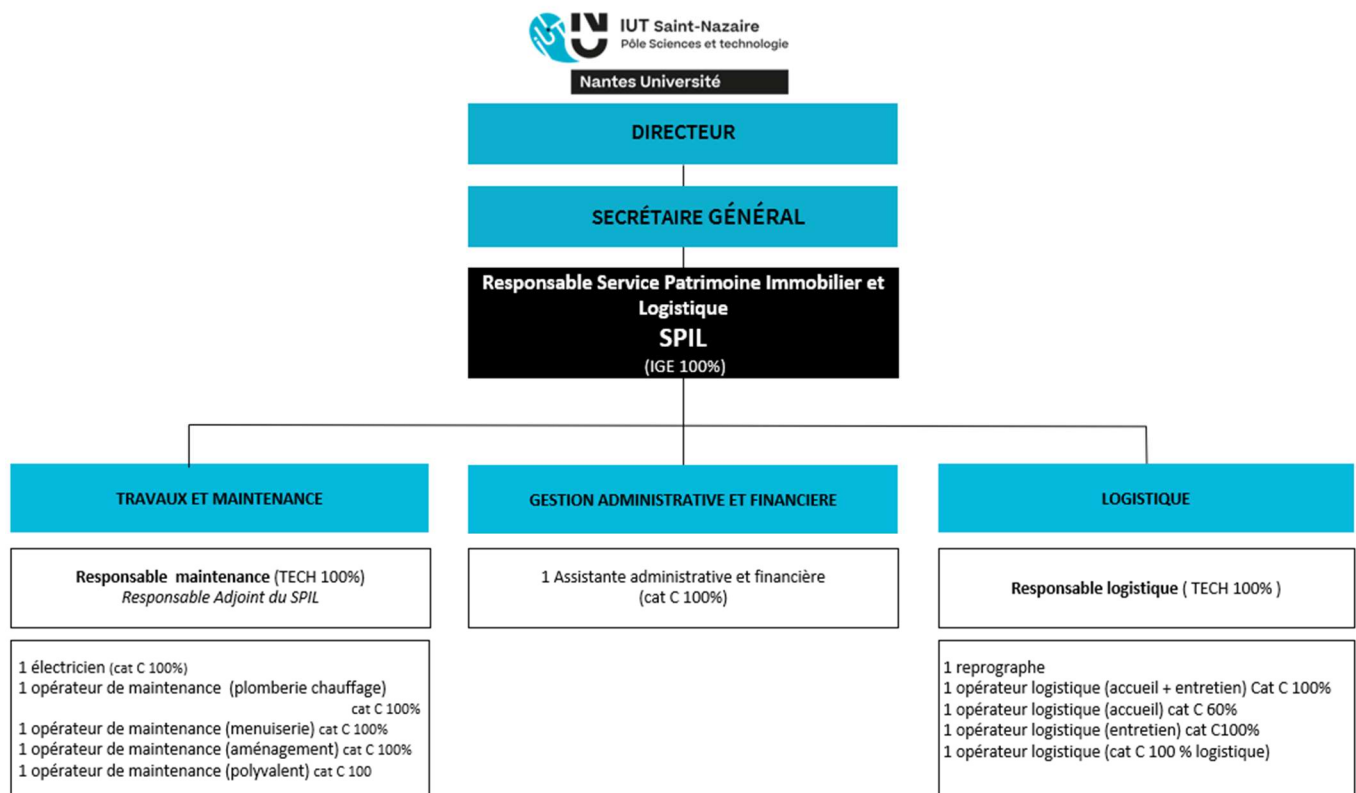 IUT
NU
IUT Saint-Nazaire
Pôle Sciences et technologie
Nantes Université
DIRECTEUR
SECRÉTAIRE GÉNÉRAL
Responsable Service Patrimoine Immobilier et
Logistique
SPIL
(IGE 100%)
TRAVAUX ET MAINTENANCE
Responsable maintenance (TECH 100%)
Responsable Adjoint du SPIL
1 électricien (cat C 100%)
1 opérateur de maintenance (plomberie chauffage)
cat C 100%
1 opérateur de maintenance (menuiserie) cat C 100%
1 opérateur de maintenance (aménagement) cat C 100%
1 opérateur de maintenance (polyvalent) cat C 100
GESTION ADMINISTRATIVE ET FINANCIERE
1 Assistante administrative et financière
(cat C 100%)
LOGISTIQUE
Responsable logistique ( TECH 100% )
1 reprographe
1 opérateur logistique (accueil + entretien) Cat C 100%
1 opérateur logistique (accueil) cat C 60%
1 opérateur logistique (entretien) cat C100%
1 opérateur logistique (cat C 100 % logistique)